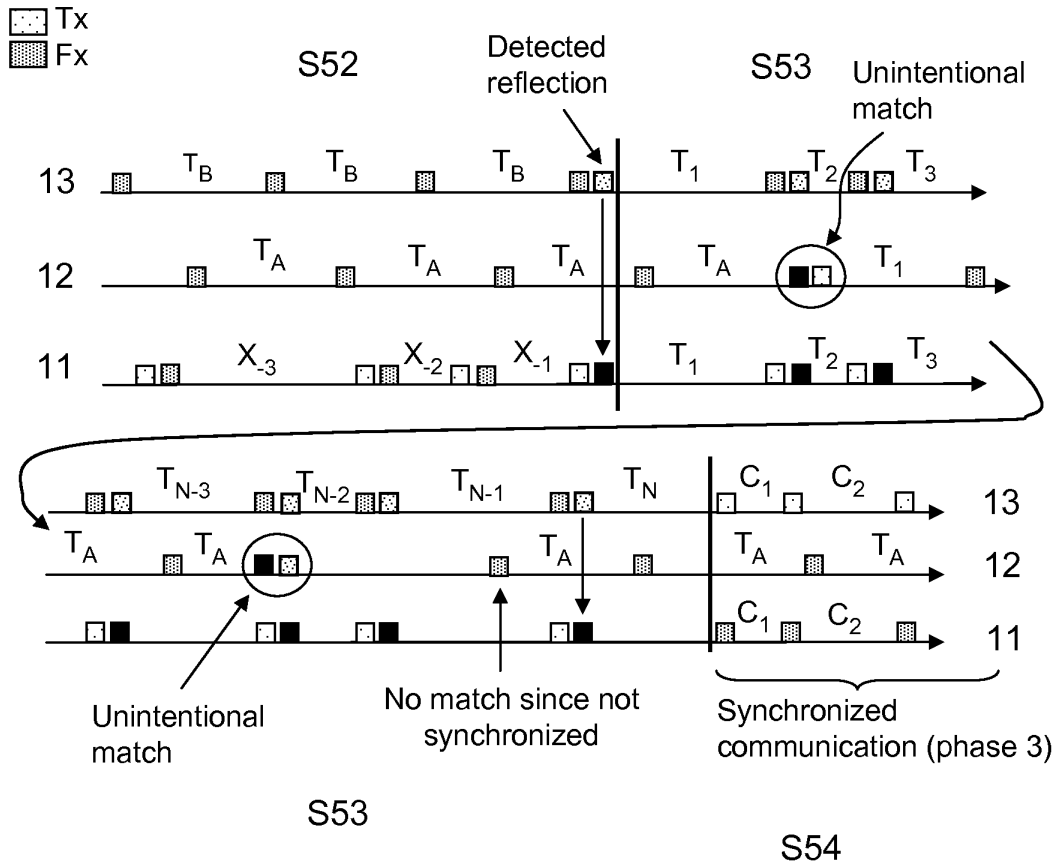 Tx
Fx
S52
Detected
reflection
S53
Unintentional
match
13 T_B T_B T_B T_1 T_2 T_3
12 T_A T_A T_A T_A T_1
11 X_-3 X_-2 X_-1 T_1 T_2 T_3
T_N-3 T_N-2 T_N-1 T_N C_1 C_2 13
T_A T_A T_A T_A T_A 12
C_1 C_2 11
Unintentional
match
No match since not
synchronized
Synchronized
communication (phase 3)
S53
S54